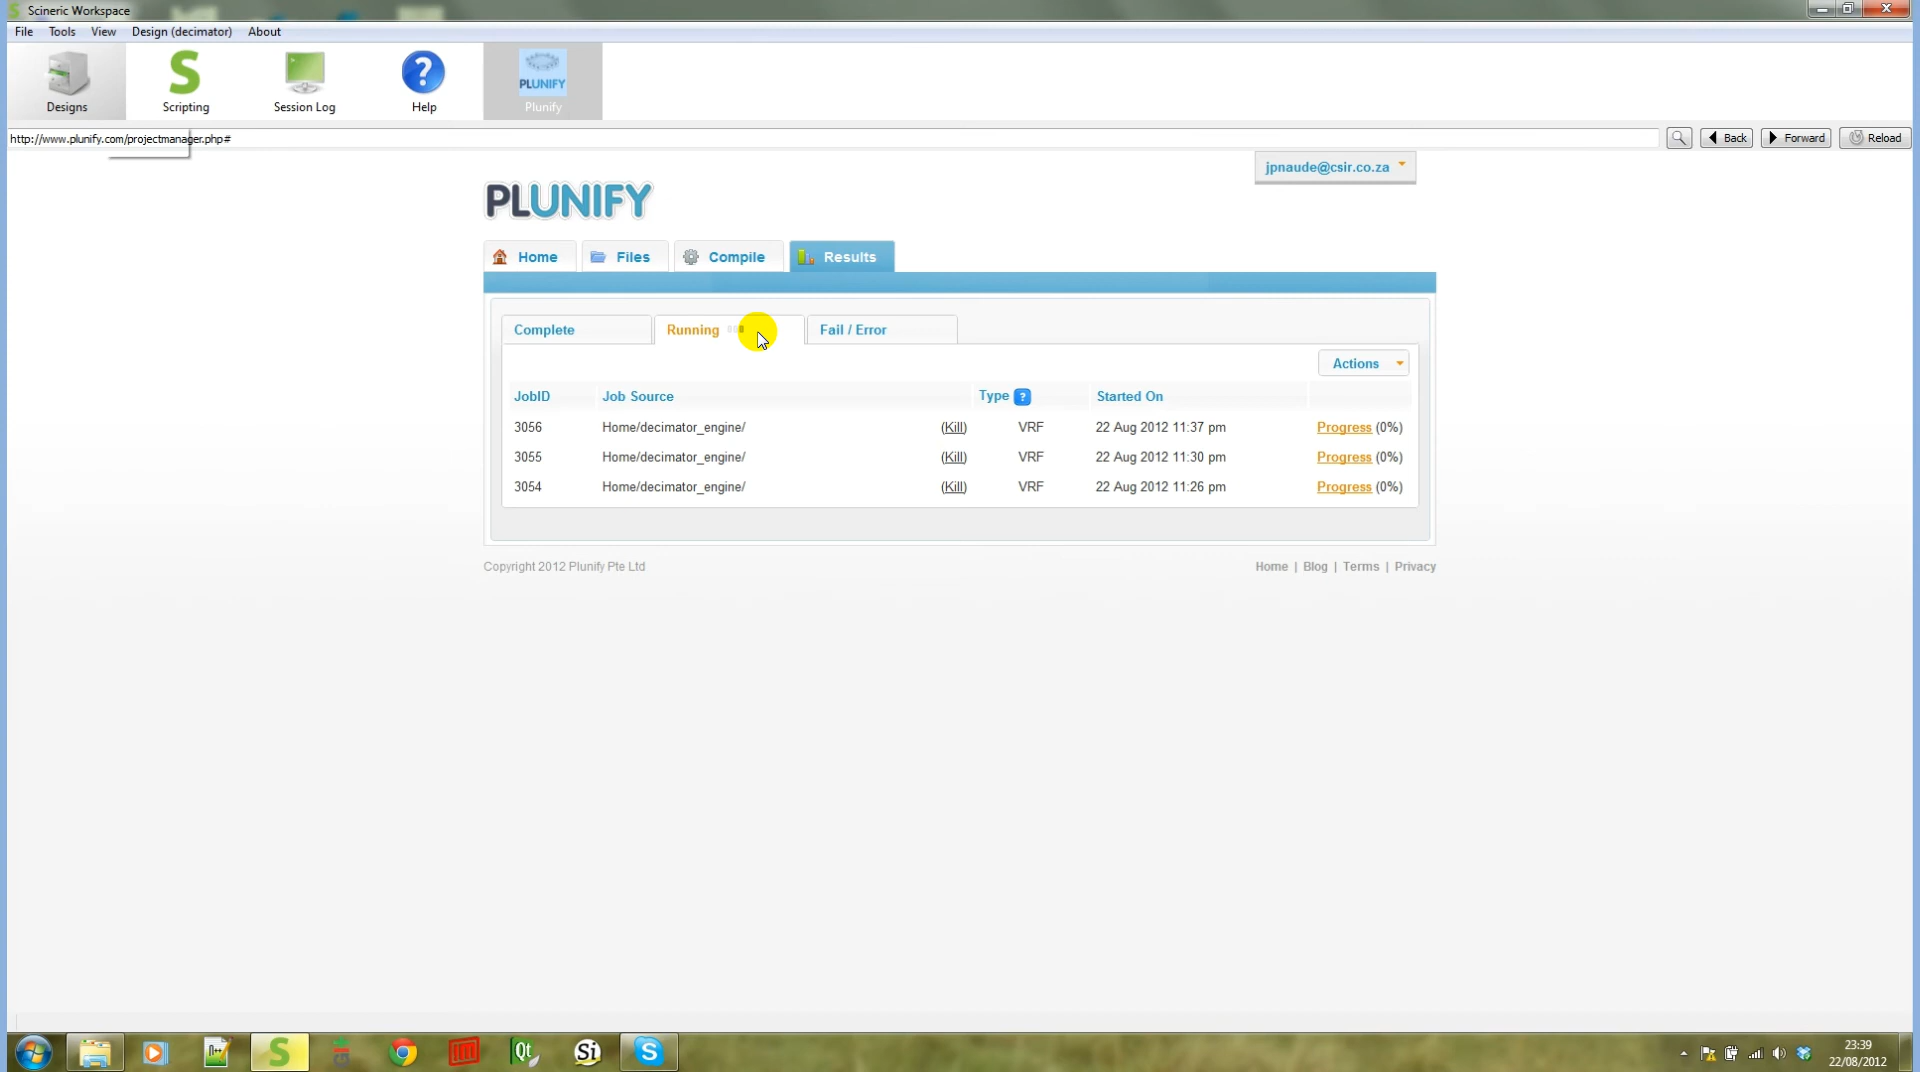 Scineric Workspace
File Tools View Design (decimator) About
Designs Scripting Session Log Help PLUNIFY Plunify
http://www.plunify.com/projectmanager.php# Back Forward Reload
jpnaude@csir.co.za
PLUNIFY
Home Files Compile Results
Complete Running Fail / Error
Actions
JobID Job Source Type ? Started On
3056 Home/decimator_engine/ (Kill) VRF 22 Aug 2012 11:37 pm Progress (0%)
3055 Home/decimator_engine/ (Kill) VRF 22 Aug 2012 11:30 pm Progress (0%)
3054 Home/decimator_engine/ (Kill) VRF 22 Aug 2012 11:26 pm Progress (0%)
Copyright 2012 Plunify Pte Ltd Home | Blog | Terms | Privacy
Qt Si
23:39
22/08/2012